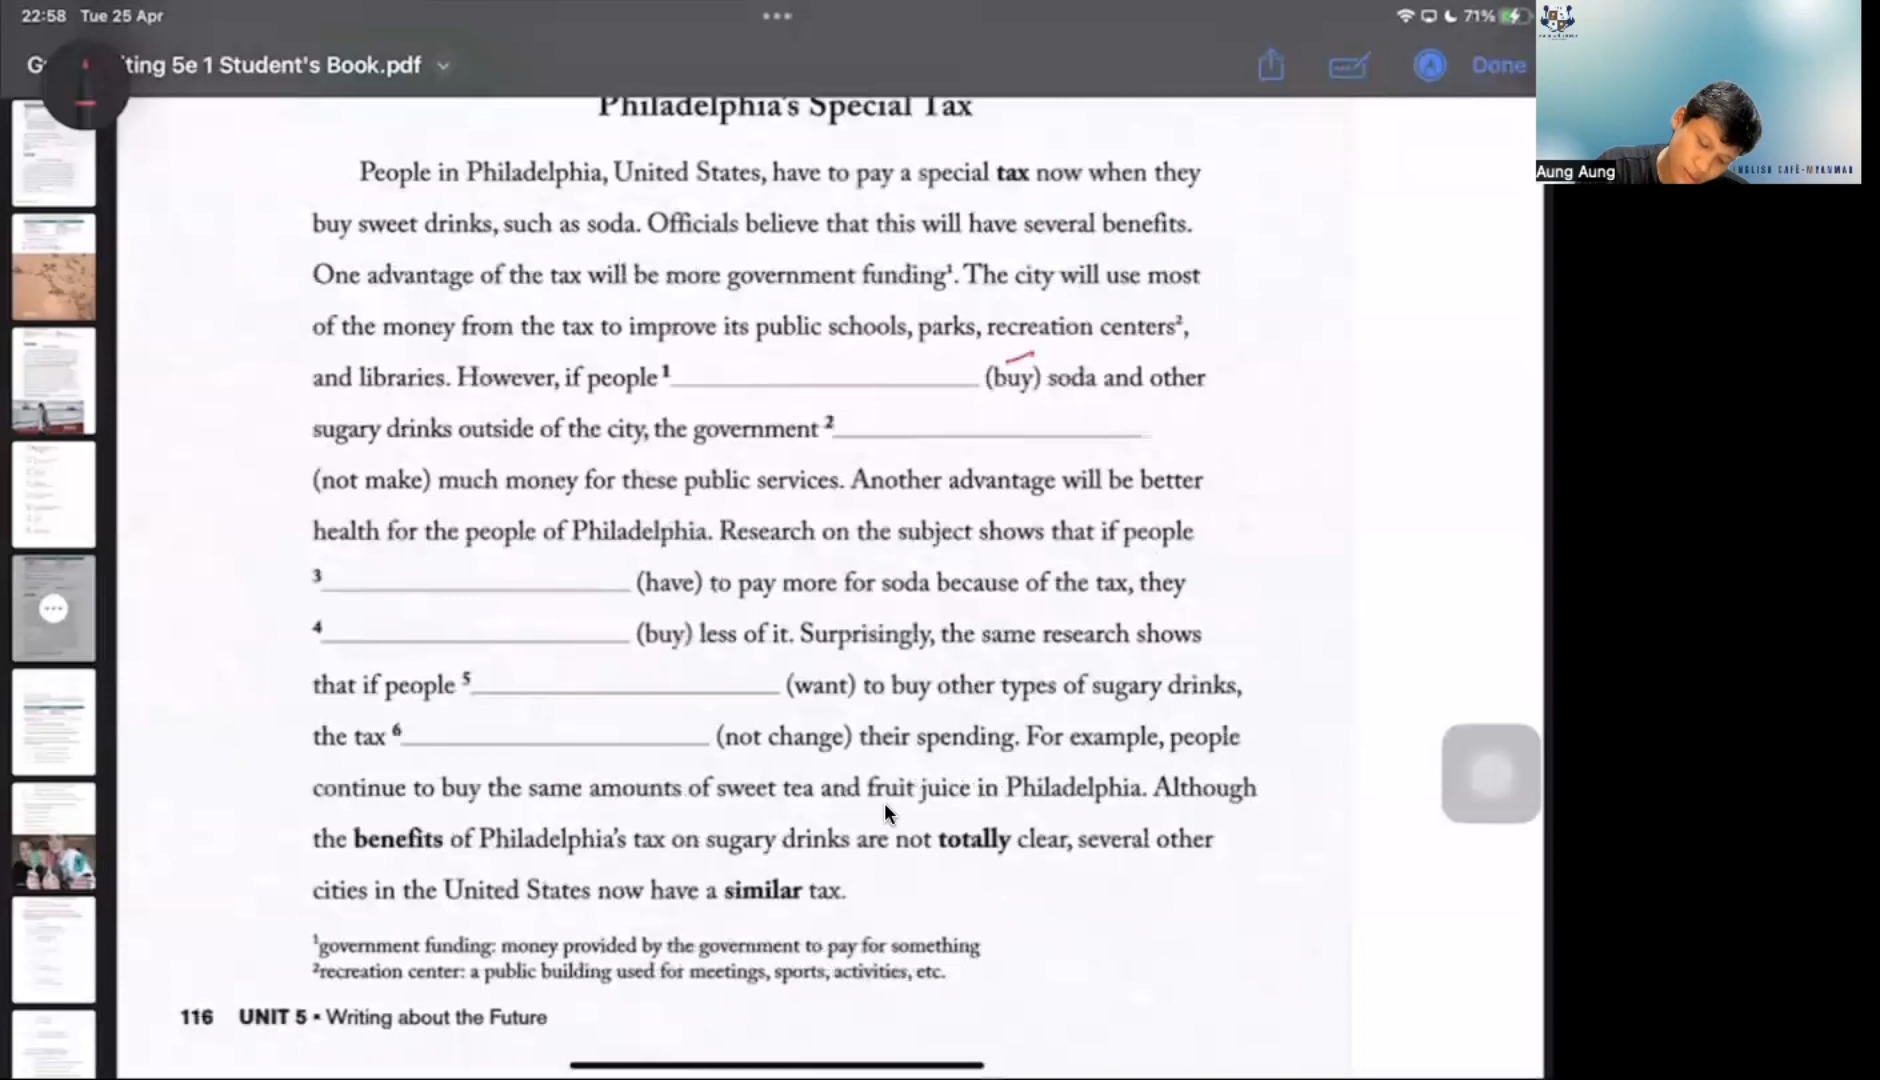 22:58 Tue 25 Apr
71%
ting 5e 1 Student's Book.pdf
Done
Aung Aung
Philadelphia's Special Tax
People in Philadelphia, United States, have to pay a special tax now when they
buy sweet drinks, such as soda. Officials believe that this will have several benefits.
One advantage of the tax will be more government funding¹. The city will use most
of the money from the tax to improve its public schools, parks, recreation centers²,
and libraries. However, if people ¹______ (buy) soda and other
sugary drinks outside of the city, the government ²______
(not make) much money for these public services. Another advantage will be better
health for the people of Philadelphia. Research on the subject shows that if people
³______ (have) to pay more for soda because of the tax, they
⁴______ (buy) less of it. Surprisingly, the same research shows
that if people ⁵______ (want) to buy other types of sugary drinks,
the tax ⁶______ (not change) their spending. For example, people
continue to buy the same amounts of sweet tea and fruit juice in Philadelphia. Although
the benefits of Philadelphia's tax on sugary drinks are not totally clear, several other
cities in the United States now have a similar tax.
¹government funding: money provided by the government to pay for something
²recreation center: a public building used for meetings, sports, activities, etc.
116 UNIT 5 • Writing about the Future